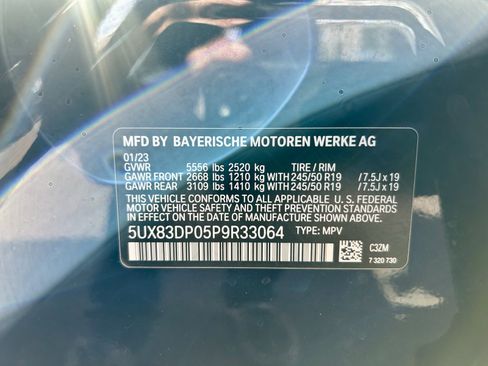 MFD BY BAYERISCHE MOTOREN WERKE AG
01/23
GVWR 5556 lbs 2520 kg TIRE / RIM
GAWR FRONT 2668 lbs 1210 kg WITH 245/50 R19 / 7.5J x 19
GAWR REAR 3109 lbs 1410 kg WITH 245/50 R19 / 7.5J x 19
THIS VEHICLE CONFORMS TO ALL APPLICABLE U. S. FEDERAL
MOTOR VEHICLE SAFETY AND THEFT PREVENTION STANDARDS
IN EFFECT ON THE DATE OF MANUFACTURE SHOWN ABOVE.
5UX83DP05P9R33064 TYPE: MPV
C3ZM
7 320 730